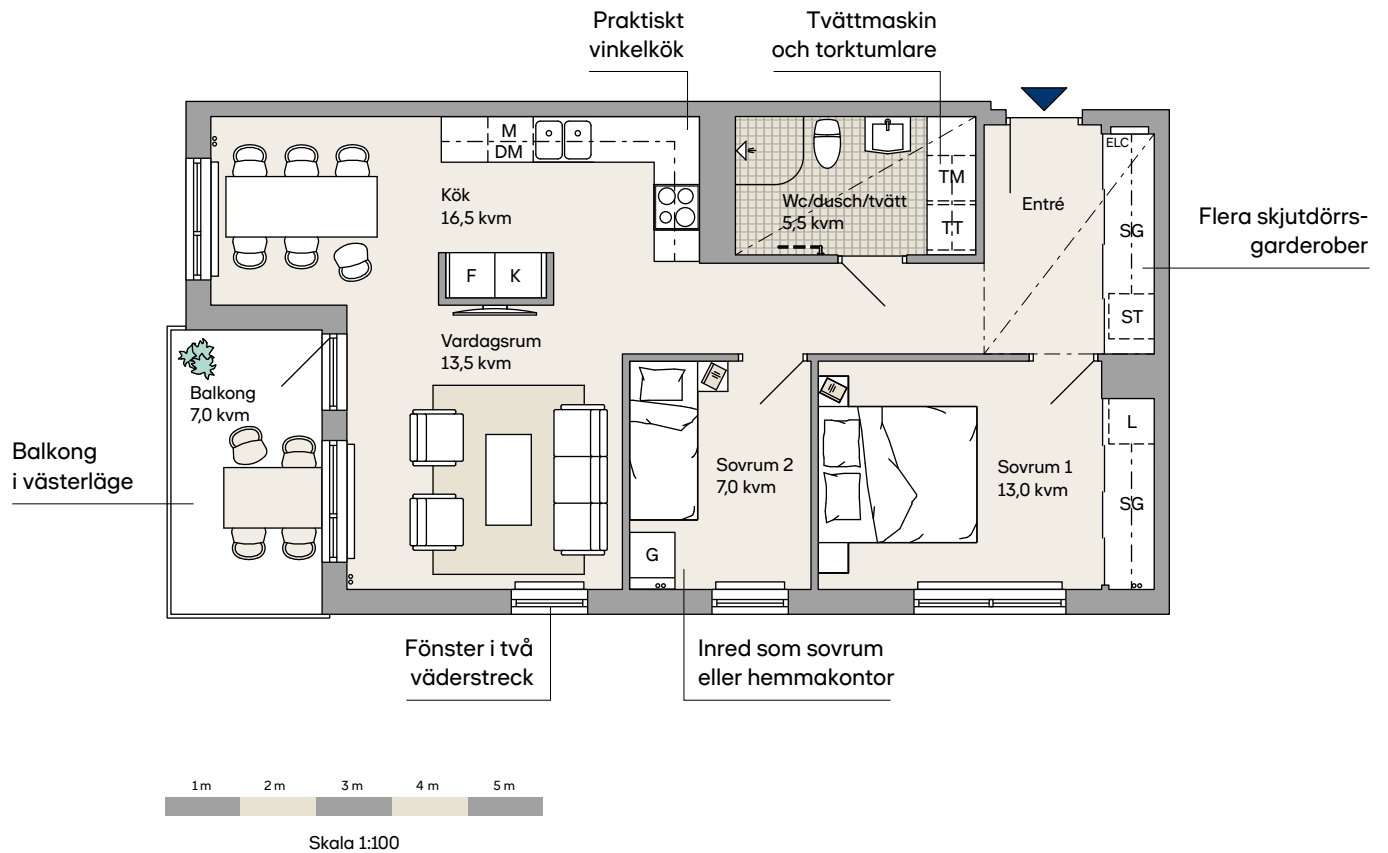 Praktiskt
vinkelkök
Tvättmaskin
och torktumlare
M
DM
ELC
Kök
16,5 kvm
TM
Wc/dusch/tvätt
5,5 kvm
TT
Entré
SG
Flera skjutdörrs-
garderober
F
K
ST
Vardagsrum
13,5 kvm
Balkong
7,0 kvm
L
Balkong
i västerläge
Sovrum 2
7,0 kvm
Sovrum 1
13,0 kvm
SG
G
Fönster i två
väderstreck
Inred som sovrum
eller hemmakontor
1 m
2 m
3 m
4 m
5 m
Skala 1:100